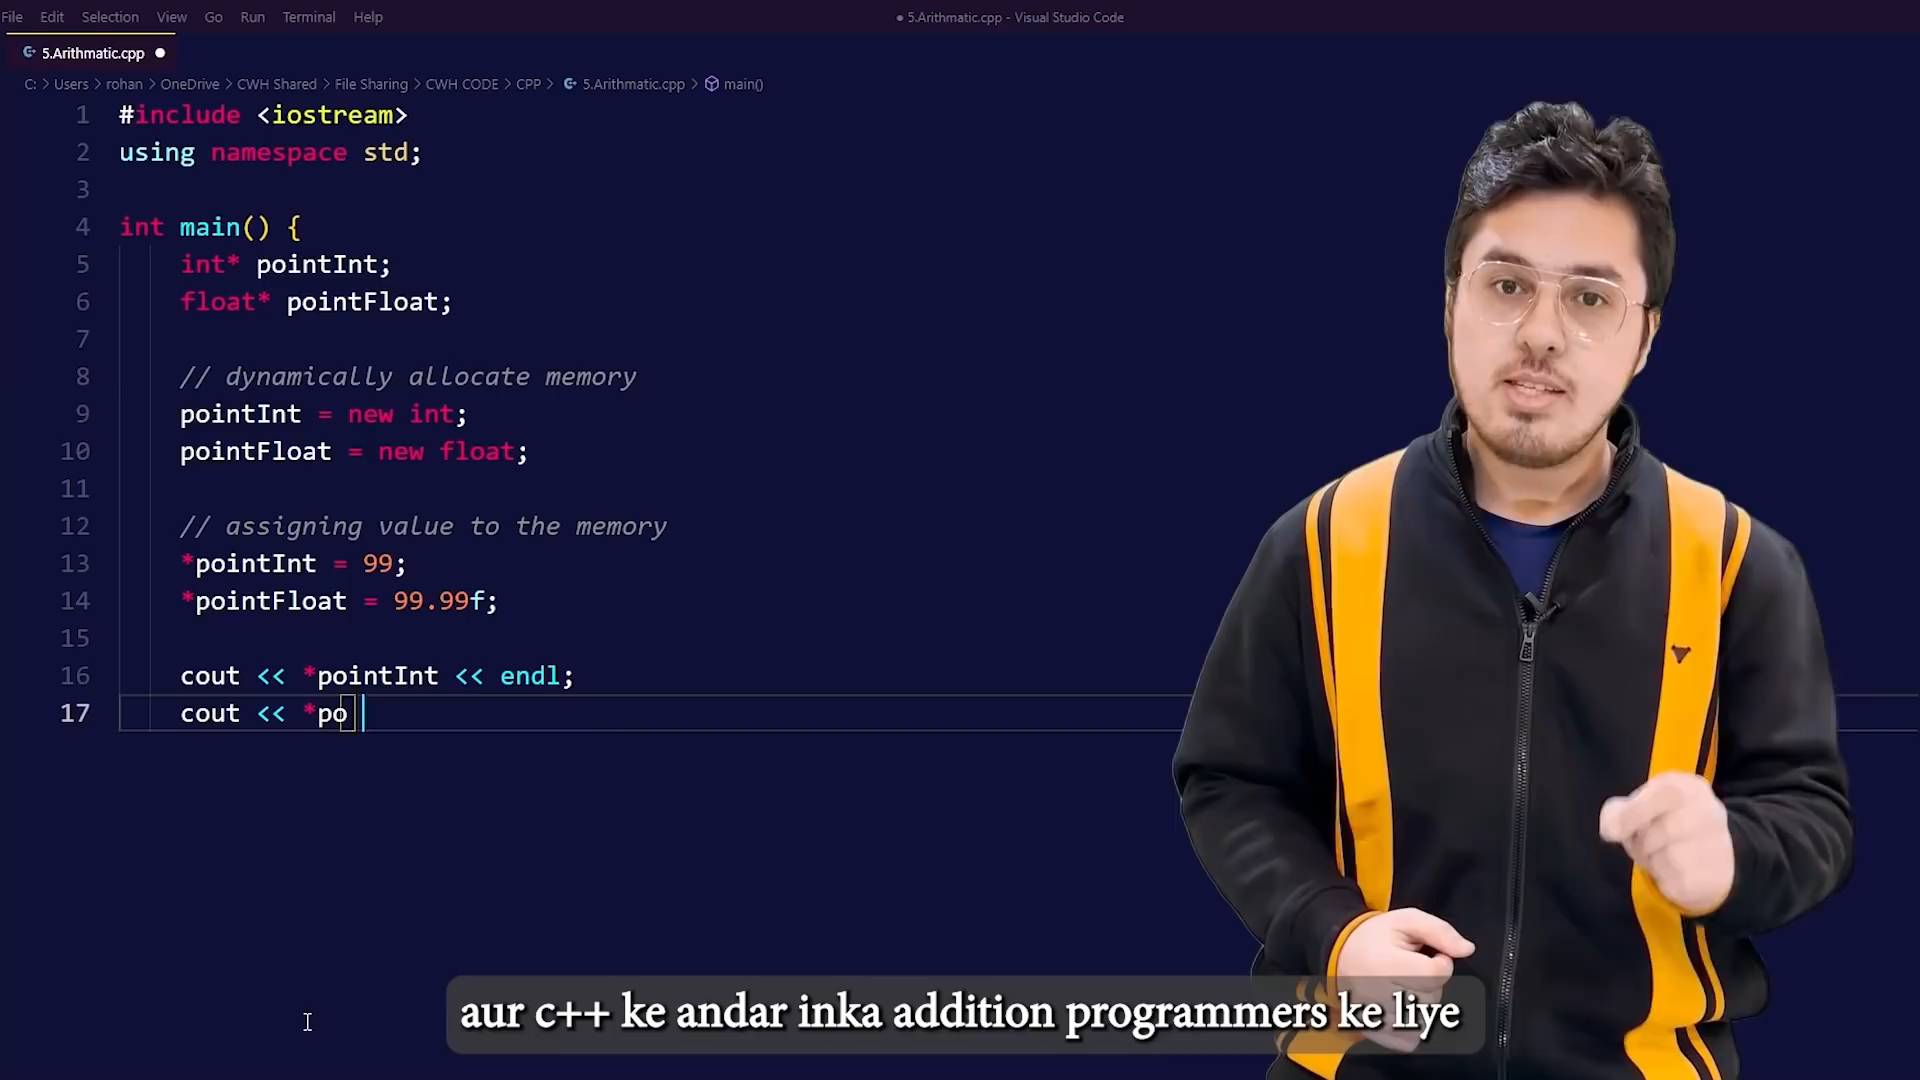 File Edit Selection View Go Run Terminal Help
● 5.Arithmatic.cpp - Visual Studio Code
5.Arithmatic.cpp ●
C: > Users > rohan > OneDrive > CWH Shared > File Sharing > CWH CODE > CPP > 5.Arithmatic.cpp > main()
1 #include <iostream>
2 using namespace std;
3
4 int main() {
5 int* pointInt;
6 float* pointFloat;
7
8 // dynamically allocate memory
9 pointInt = new int;
10 pointFloat = new float;
11
12 // assigning value to the memory
13 *pointInt = 99;
14 *pointFloat = 99.99f;
15
16 cout << *pointInt << endl;
17 cout << *po
aur c++ ke andar inka addition programmers ke liye